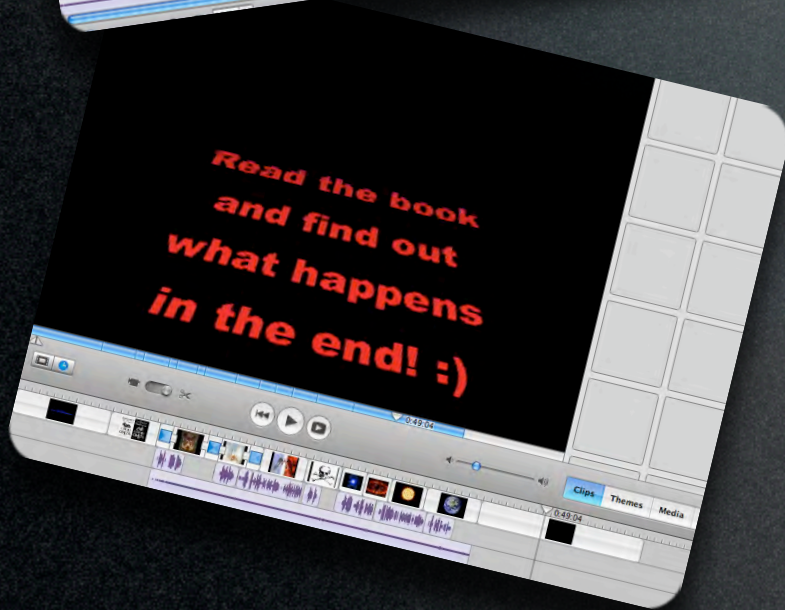 Read the book
and find out
what happens
in the end! :)
0:49:04
Clips Themes Media
0:49:04